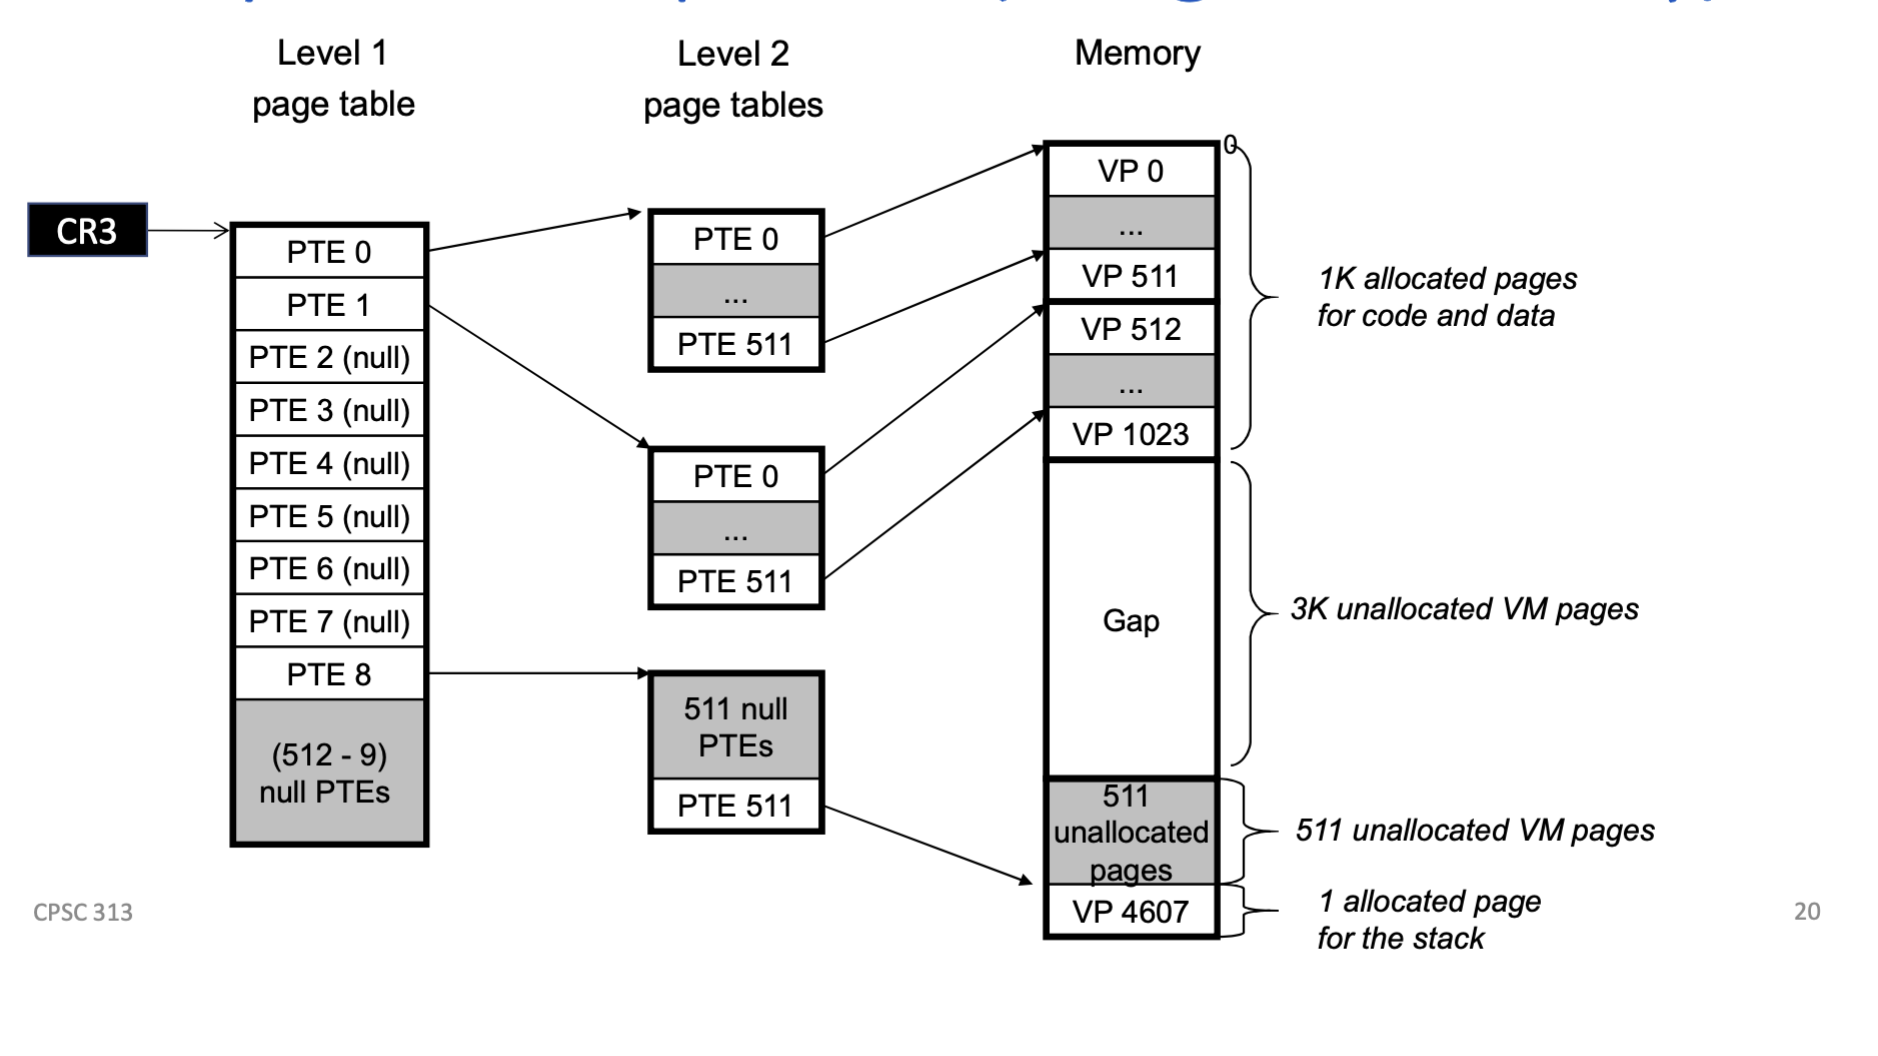 Level 1
page table
Level 2
page tables
Memory
CR3
PTE 0
PTE 1
PTE 2 (null)
PTE 3 (null)
PTE 4 (null)
PTE 5 (null)
PTE 6 (null)
PTE 7 (null)
PTE 8
(512 - 9)
null PTEs
PTE 0
...
PTE 511
PTE 0
...
PTE 511
511 null
PTEs
PTE 511
0
VP 0
...
VP 511
VP 512
...
VP 1023
Gap
511
unallocated
pages
VP 4607
1K allocated pages
for code and data
3K unallocated VM pages
511 unallocated VM pages
1 allocated page
for the stack
CPSC 313
20